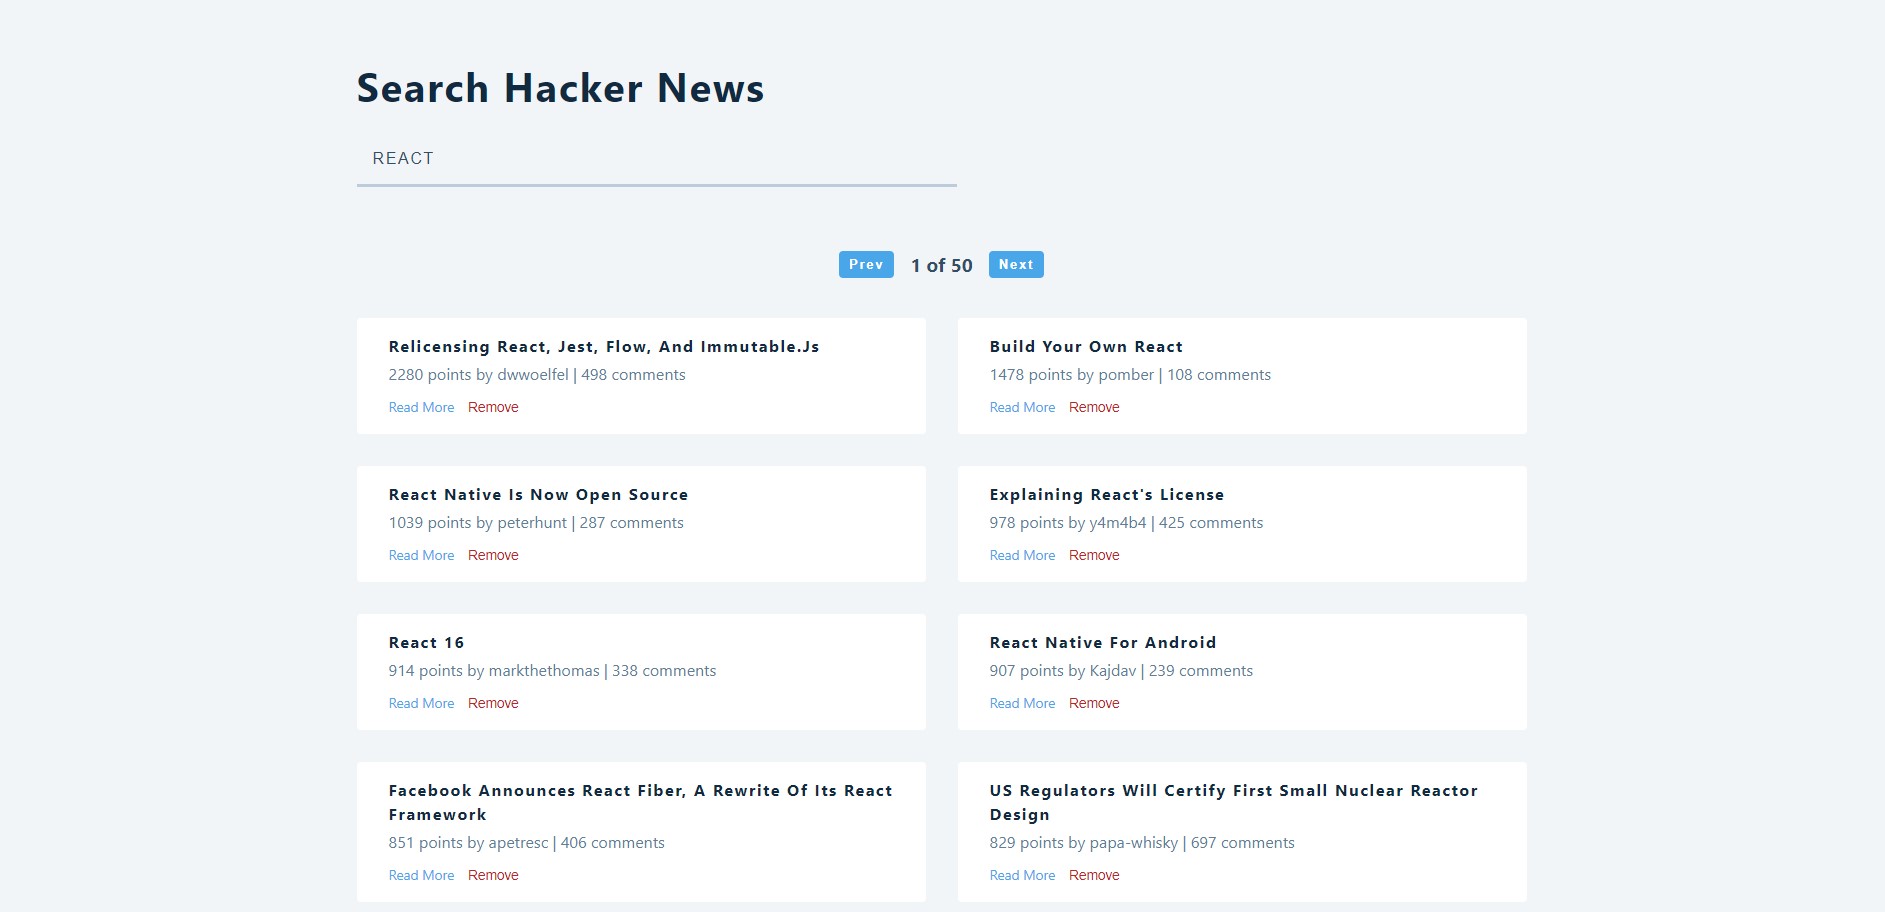 Search Hacker News
REACT
Prev 1 of 50 Next
Relicensing React, Jest, Flow, And Immutable.Js
2280 points by dwwoelfel | 498 comments
Read More Remove
Build Your Own React
1478 points by pomber | 108 comments
Read More Remove
React Native Is Now Open Source
1039 points by peterhunt | 287 comments
Read More Remove
Explaining React's License
978 points by y4m4b4 | 425 comments
Read More Remove
React 16
914 points by markthethomas | 338 comments
Read More Remove
React Native For Android
907 points by Kajdav | 239 comments
Read More Remove
Facebook Announces React Fiber, A Rewrite Of Its React
Framework
851 points by apetresc | 406 comments
Read More Remove
US Regulators Will Certify First Small Nuclear Reactor
Design
829 points by papa-whisky | 697 comments
Read More Remove